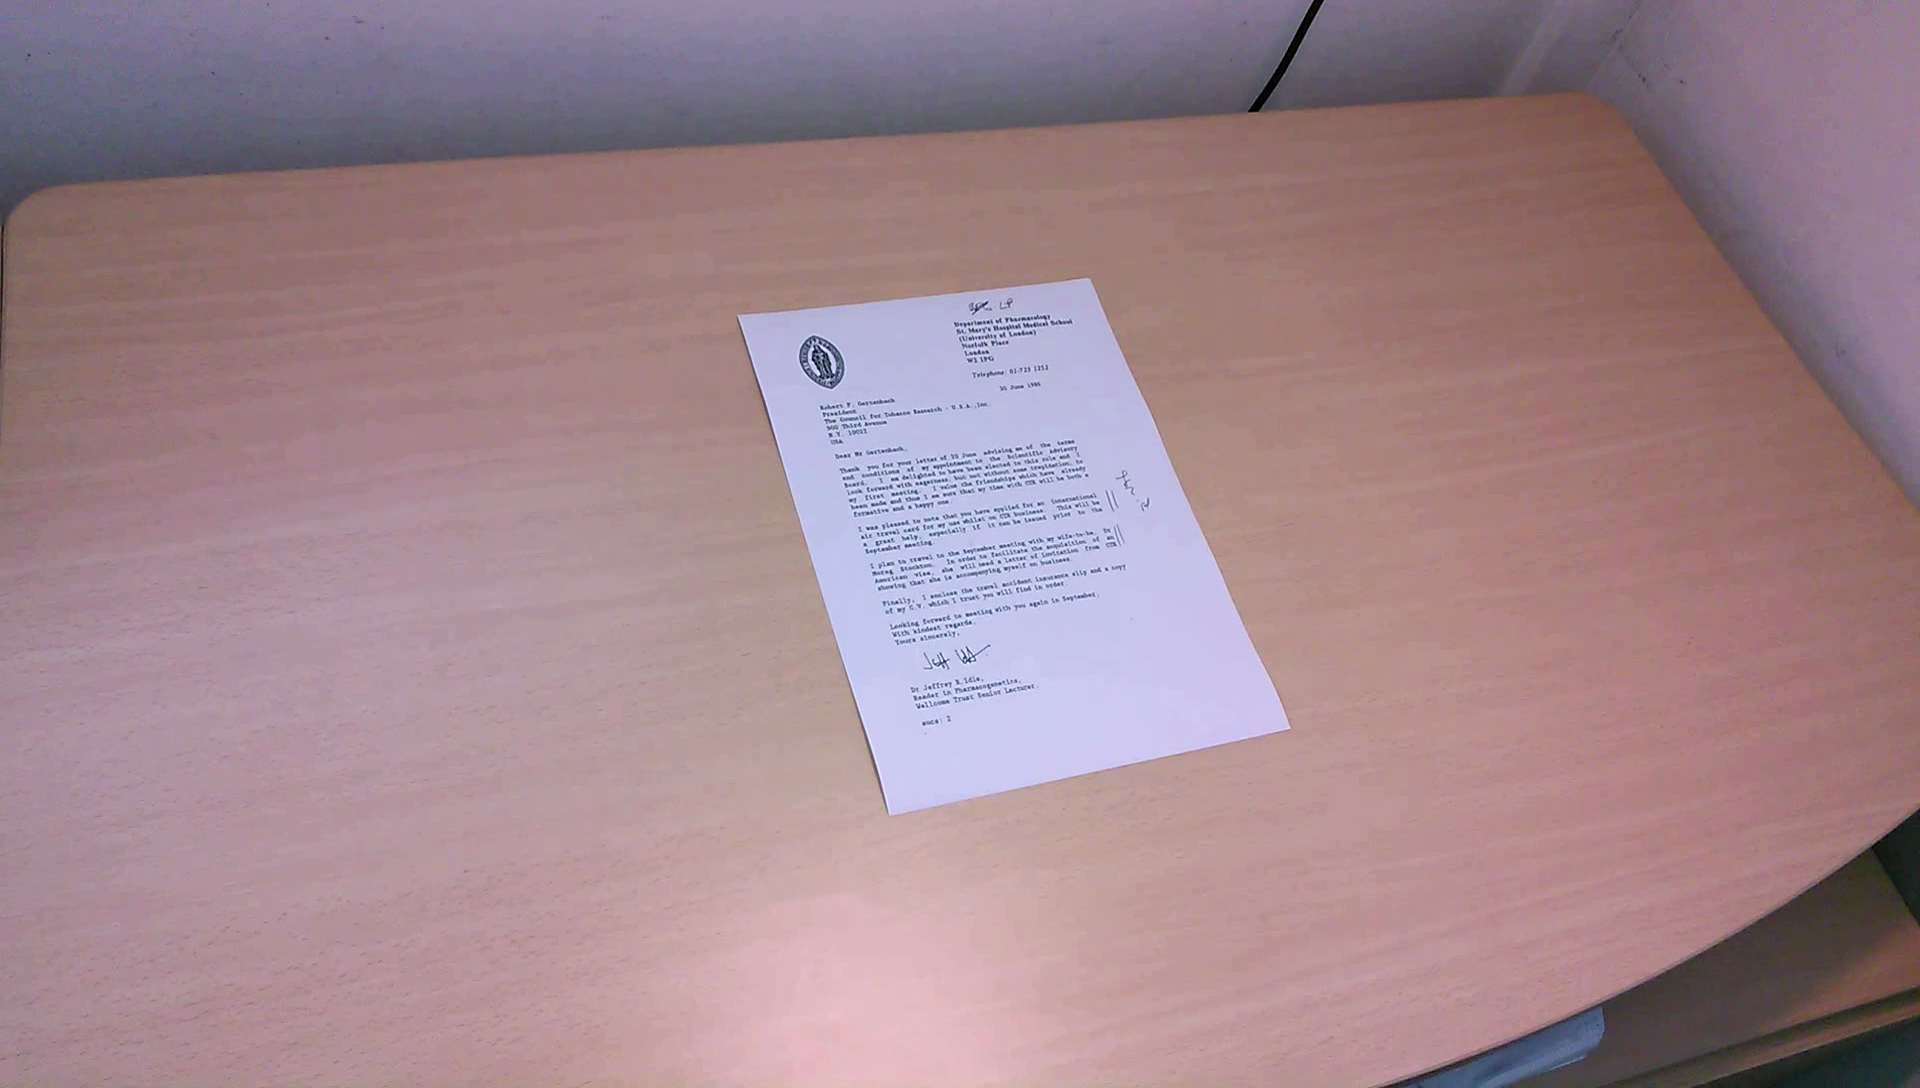 LP
Department of Pharmacology
St. Mary's Hospital Medical School
(University of London)
Norfolk Place
London
W2 1PG
Telephone: 01-723 1252
30 June 1986
Robert F. Gertenbach
President
The Council for Tobacco Research - U.S.A.,Inc.
900 Third Avenue
N.Y. 10022
USA
Dear Mr Gertenbach,
Thank you for your letter of 20 June advising me of the terms
and conditions of my appointment to the Scientific Advisory
Board. I am delighted to have been elected to this role and I
look forward with eagerness, but not without some trepidation, to
my first meeting. I value the friendships which have already
been made and thus I am sure that my time with CTR will be both a
formative and a happy one.
I was pleased to note that you have applied for an International
air travel card for my use whilst on CTR business. This will be
a great help, especially if it can be issued prior to the
September meeting.
I plan to travel to the September meeting with my wife-to-be, Dr
Morag Stockton. In order to facilitate the acquisition of an
American visa, she will need a letter of invitation from CTR
showing that she is accompanying myself on business.
Finally, I enclose the travel accident insurance slip and a copy
of my C.V. which I trust you will find in order.
Looking forward to meeting with you again in September.
With kindest regards,
Yours sincerely,
Dr Jeffrey R.Idle,
Reader in Pharmacogenetics,
Wellcome Trust Senior Lecturer.
encs: 2